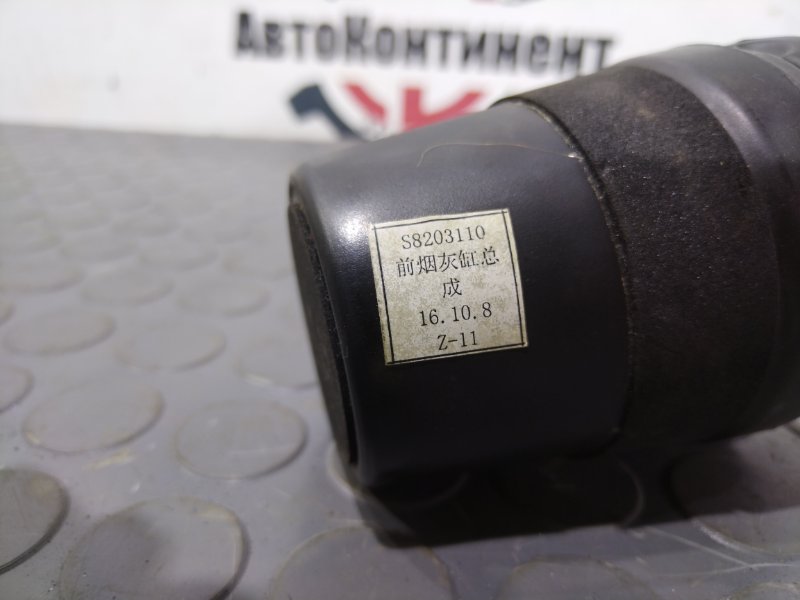 АвтоКонтинент
S8203110
前烟灰缸总
成
16.10.8
Z-11